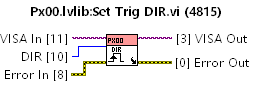 Px00.lvlib:Set Trig DIR.vi (4815)
VISA In [11]
[3] VISA Out
PX00
DIR [10]
DIR
Error In [8]
[0] Error Out